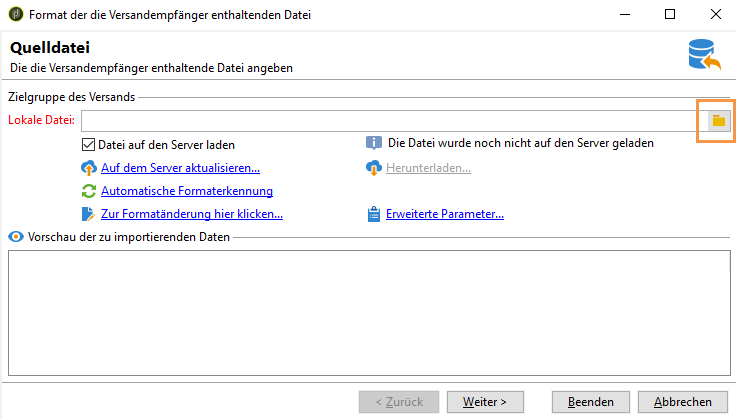 Format der die Versandempfänger enthaltenden Datei
Quelldatei
Die die Versandempfänger enthaltende Datei angeben
Zielgruppe des Versands
Lokale Datei:
Datei auf den Server laden
Die Datei wurde noch nicht auf den Server geladen
Auf dem Server aktualisieren...
Herunterladen...
Automatische Formaterkennung
Zur Formatänderung hier klicken...
Erweiterte Parameter...
Vorschau der zu importierenden Daten
< Zurück
Weiter >
Beenden
Abbrechen